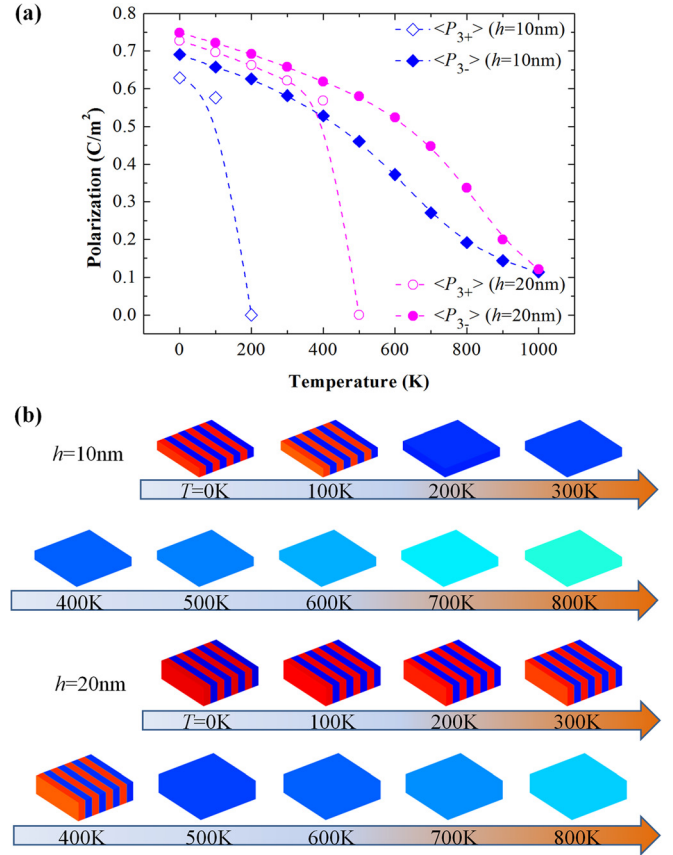 (a)
0.8
0.7
0.6
0.5
0.4
0.3
0.2
0.1
0.0
Polarization (C/m²)
<P₃₊> (h=10nm)
<P₃₋> (h=10nm)
<P₃₊> (h=20nm)
<P₃₋> (h=20nm)
0 200 400 600 800 1000
Temperature (K)
(b)
h=10nm
T=0K 100K 200K 300K
400K 500K 600K 700K 800K
h=20nm
T=0K 100K 200K 300K
400K 500K 600K 700K 800K